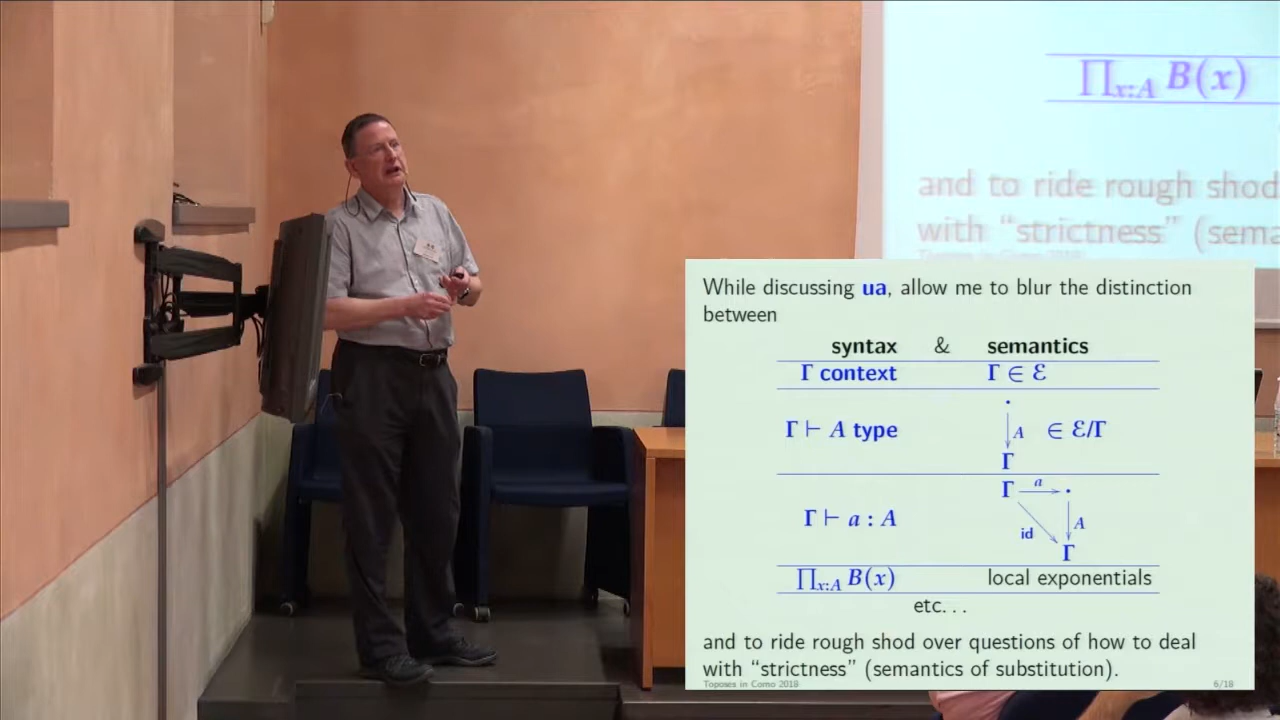 ∏x:A B(x)
and to ride rough shod
with “strictness” (sema
While discussing ua, allow me to blur the distinction
between
syntax & semantics
Γ context Γ ∈ ℰ
Γ ⊢ A type · A Γ ∈ ℰ/Γ
Γ ⊢ a : A Γ a · id A Γ
∏x:A B(x) local exponentials
etc...
and to ride rough shod over questions of how to deal
with “strictness” (semantics of substitution).
Toposes in Como 2018 6/18